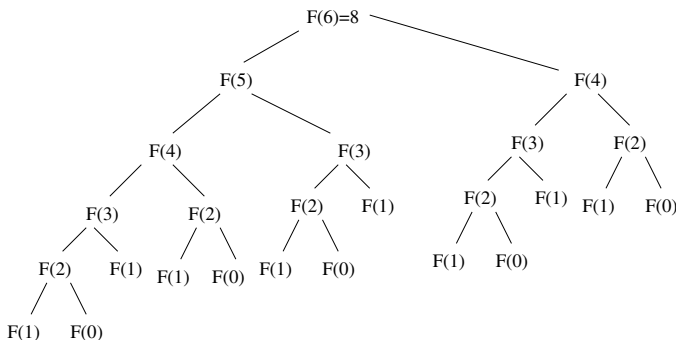 F(6)=8
F(5) F(4)
F(4) F(3) F(3) F(2)
F(3) F(2) F(2) F(1) F(2) F(1) F(1) F(0)
F(2) F(1) F(1) F(0) F(1) F(0) F(1) F(0)
F(1) F(0)